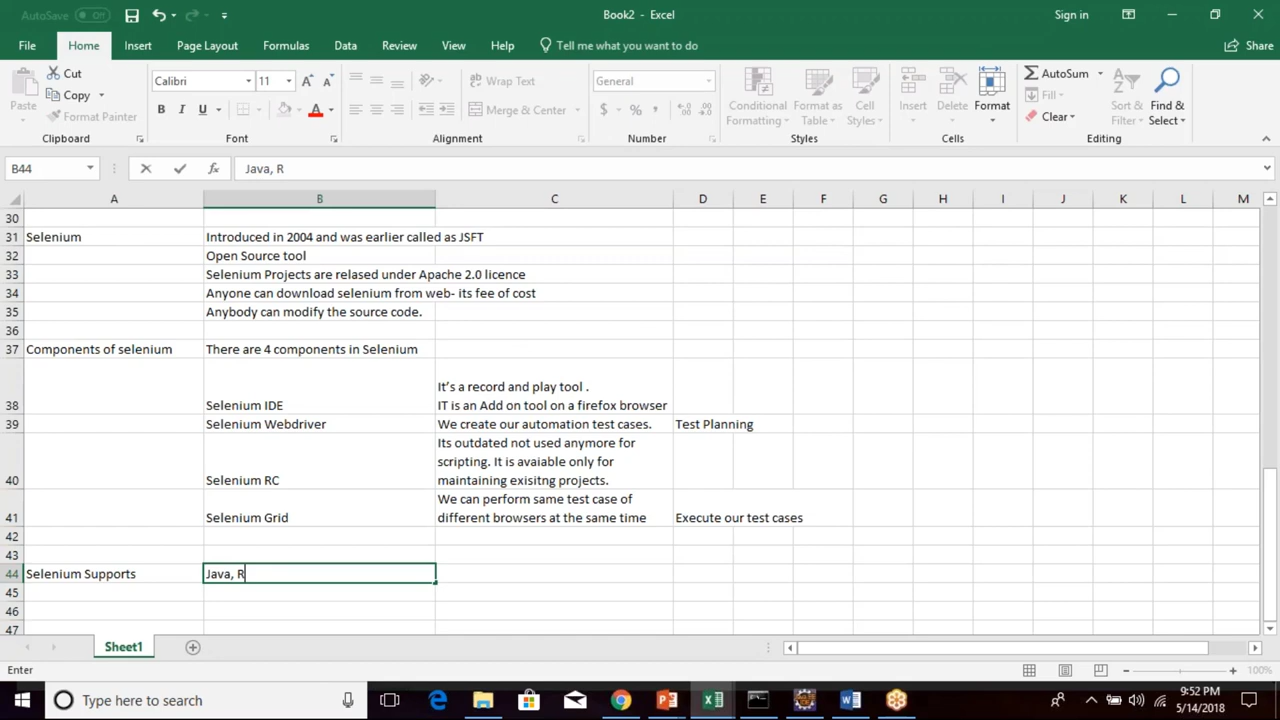 AutoSave Off
Book2 - Excel
Sign in
File Home Insert Page Layout Formulas Data Review View Help Tell me what you want to do Share
Paste
Cut
Copy
Format Painter
Clipboard
Calibri 11
B I U
Font
Wrap Text
Merge & Center
Alignment
General
$ % ,
Number
Conditional Formatting
Format as Table
Cell Styles
Styles
Insert
Delete
Format
Cells
AutoSum
Fill
Clear
Sort & Filter
Find & Select
Editing
B44 fx Java, R
A B C D E F G H I J K L M
30
31 Selenium Introduced in 2004 and was earlier called as JSFT
32 Open Source tool
33 Selenium Projects are relased under Apache 2.0 licence
34 Anyone can download selenium from web- its fee of cost
35 Anybody can modify the source code.
36
37 Components of selenium There are 4 components in Selenium
It's a record and play tool .
38 Selenium IDE IT is an Add on tool on a firefox browser
39 Selenium Webdriver We create our automation test cases. Test Planning
Its outdated not used anymore for
scripting. It is avaiable only for
40 Selenium RC maintaining exisitng projects.
We can perform same test case of
41 Selenium Grid different browsers at the same time Execute our test cases
42
43
44 Selenium Supports Java, R
45
46
47
Sheet1
Enter
100%
Type here to search
9:52 PM
5/14/2018